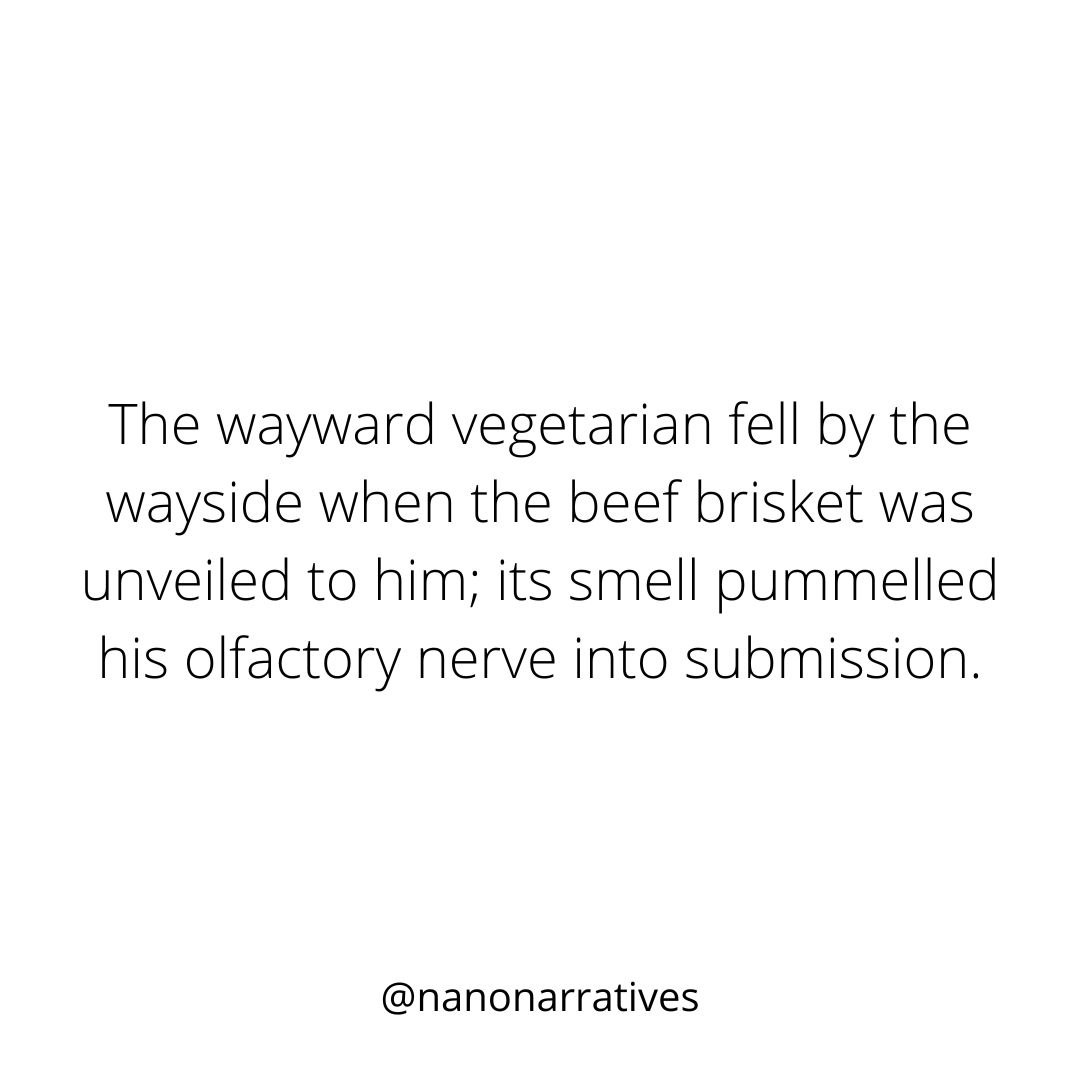 The wayward vegetarian fell by the
wayside when the beef brisket was
unveiled to him; its smell pummelled
his olfactory nerve into submission.
@nanonarratives